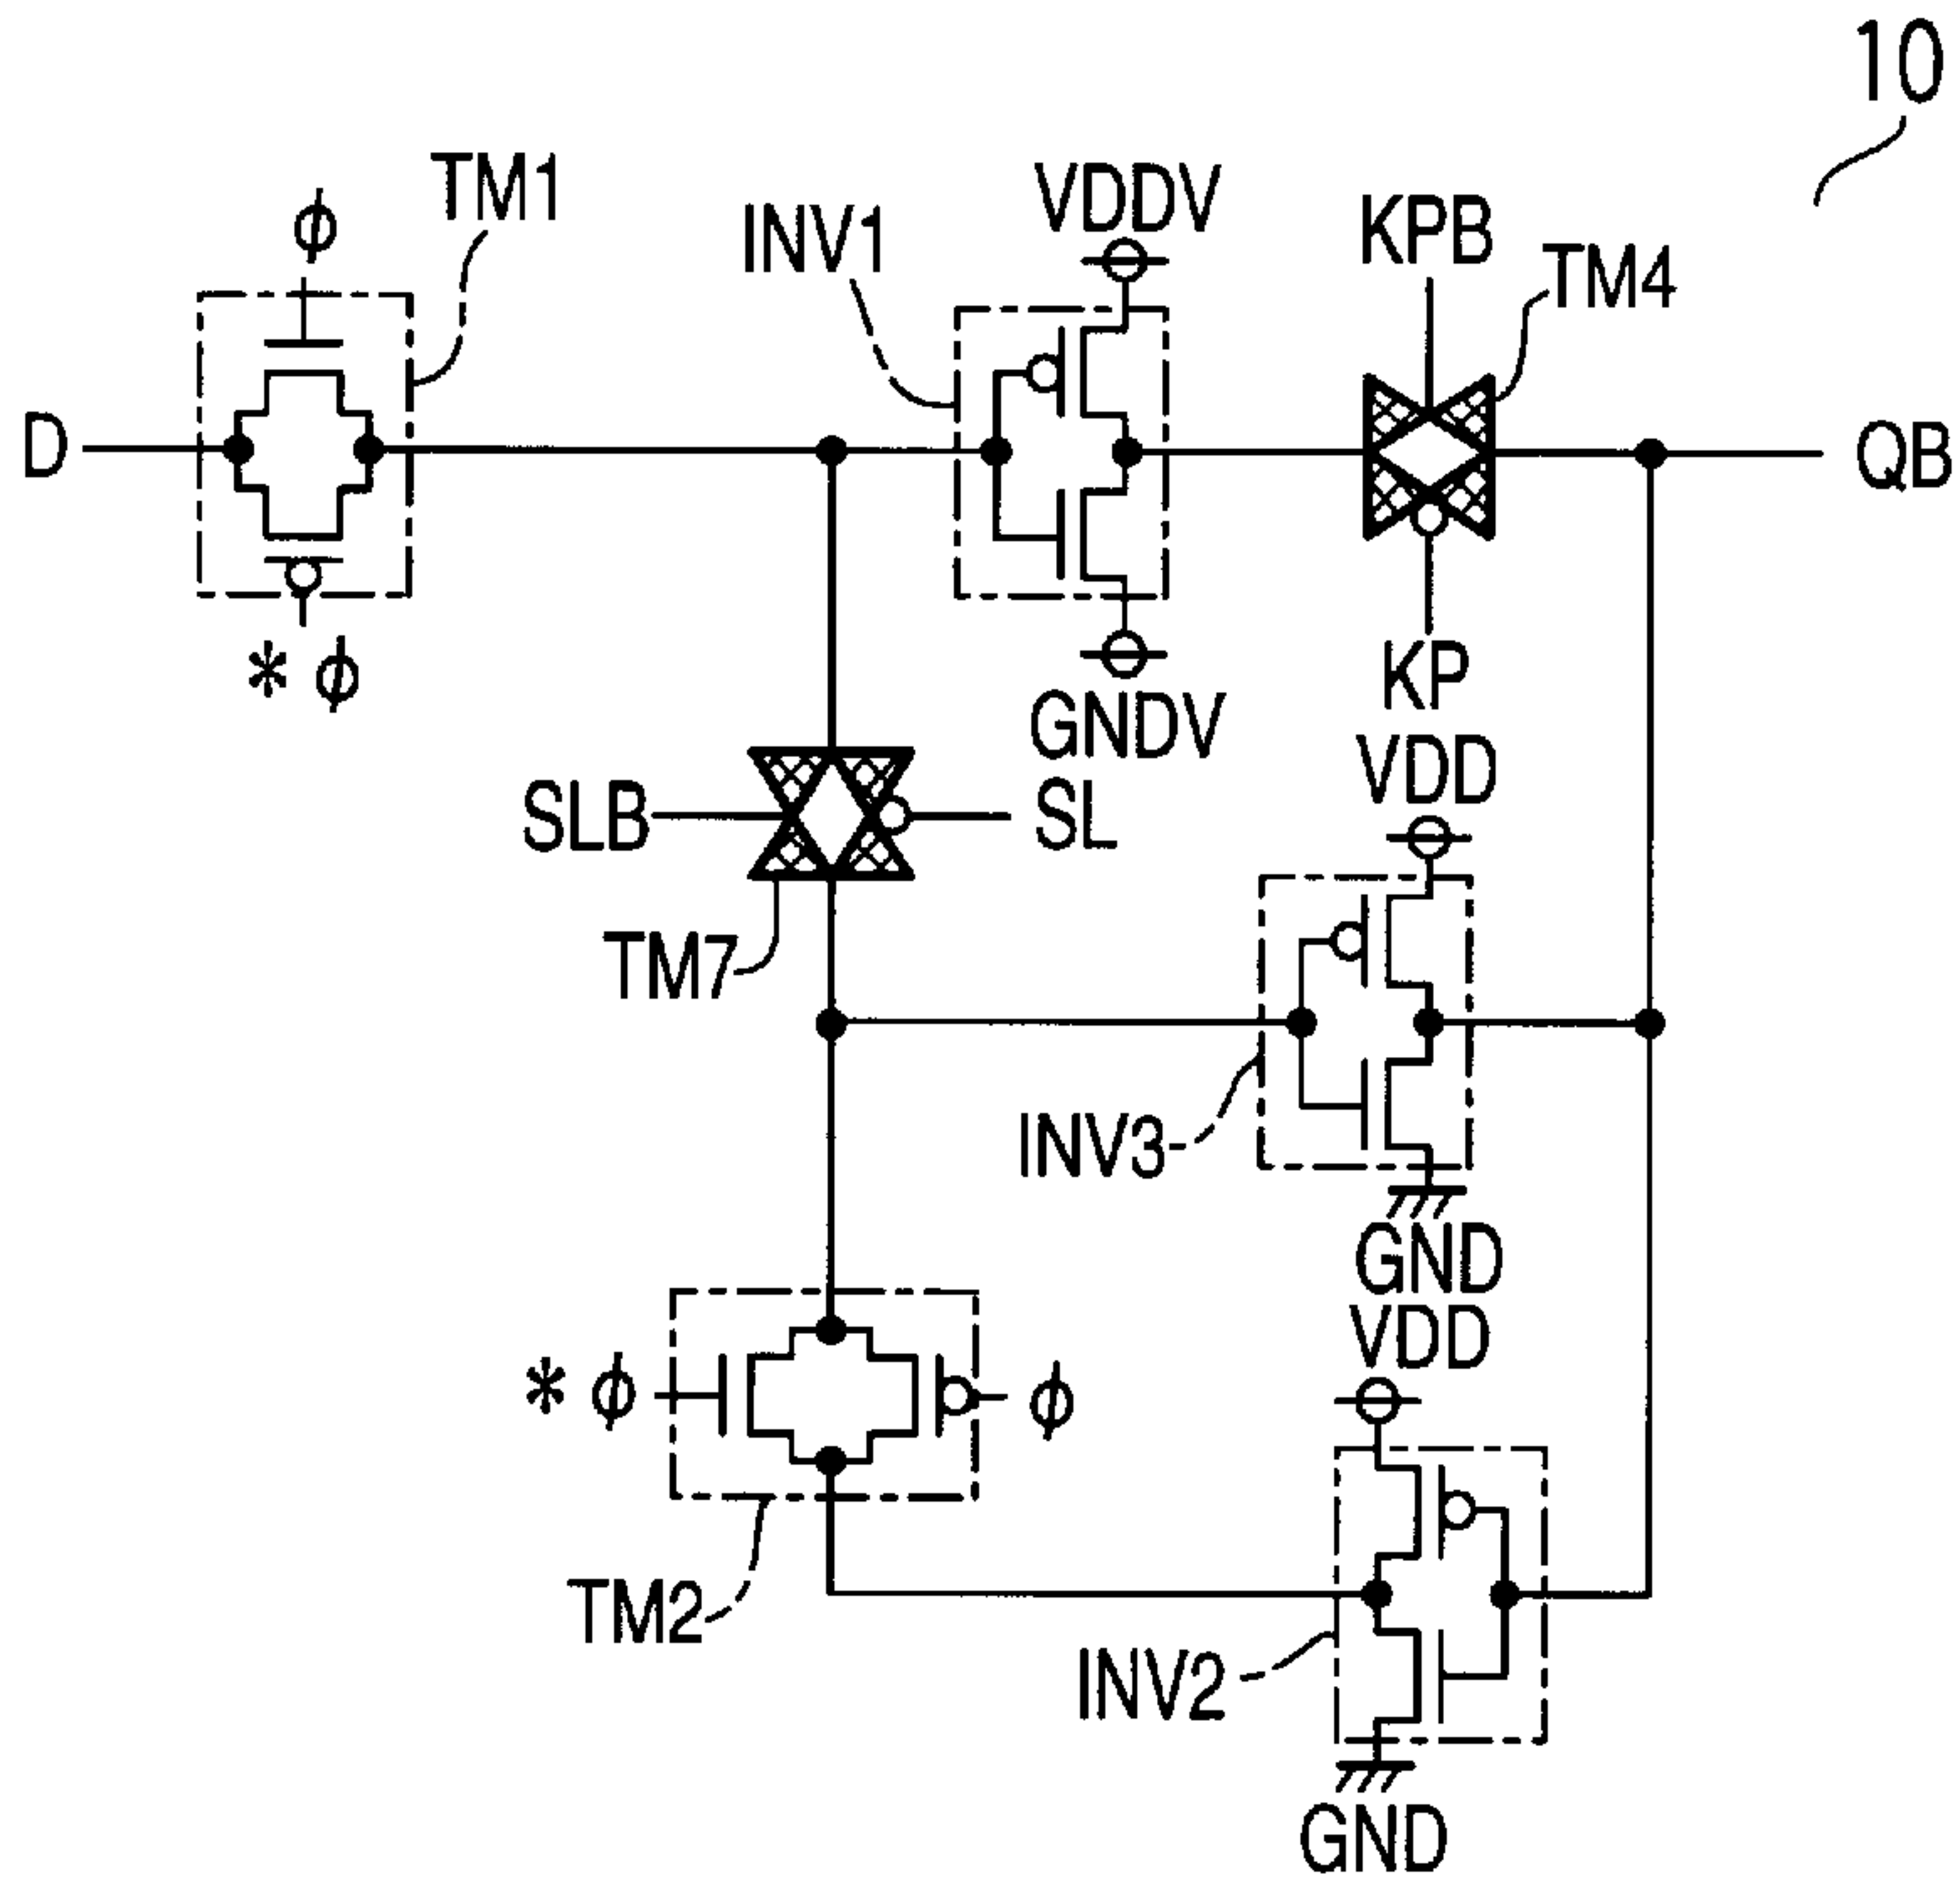 10
TM1
ϕ
INV1
VDDV
KPB
TM4
D
QB
* ϕ
GNDV
KP
VDD
SLB
SL
TM7
INV3
GND
VDD
* ϕ
ϕ
TM2
INV2
GND